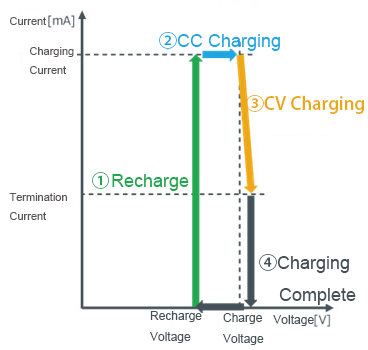 Current[mA]
②CC Charging
Charging
Current
③CV Charging
①Recharge
Termination
Current
④Charging
Complete
Recharge
Voltage
Charge
Voltage
Voltage[V]